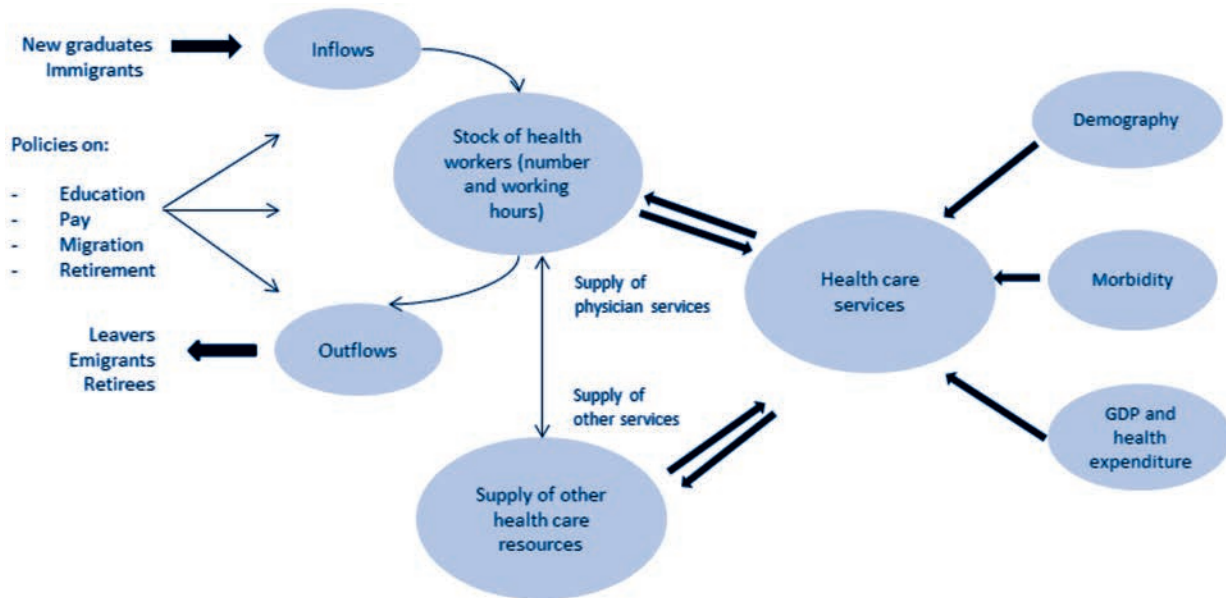 New graduates
Immigrants
Inflows
Policies on:
- Education
- Pay
- Migration
- Retirement
Leavers
Emigrants
Retirees
Outflows
Stock of health
workers (number
and working
hours)
Supply of
physician services
Supply of
other services
Supply of other
health care
resources
Health care
services
Demography
Morbidity
GDP and
health
expenditure